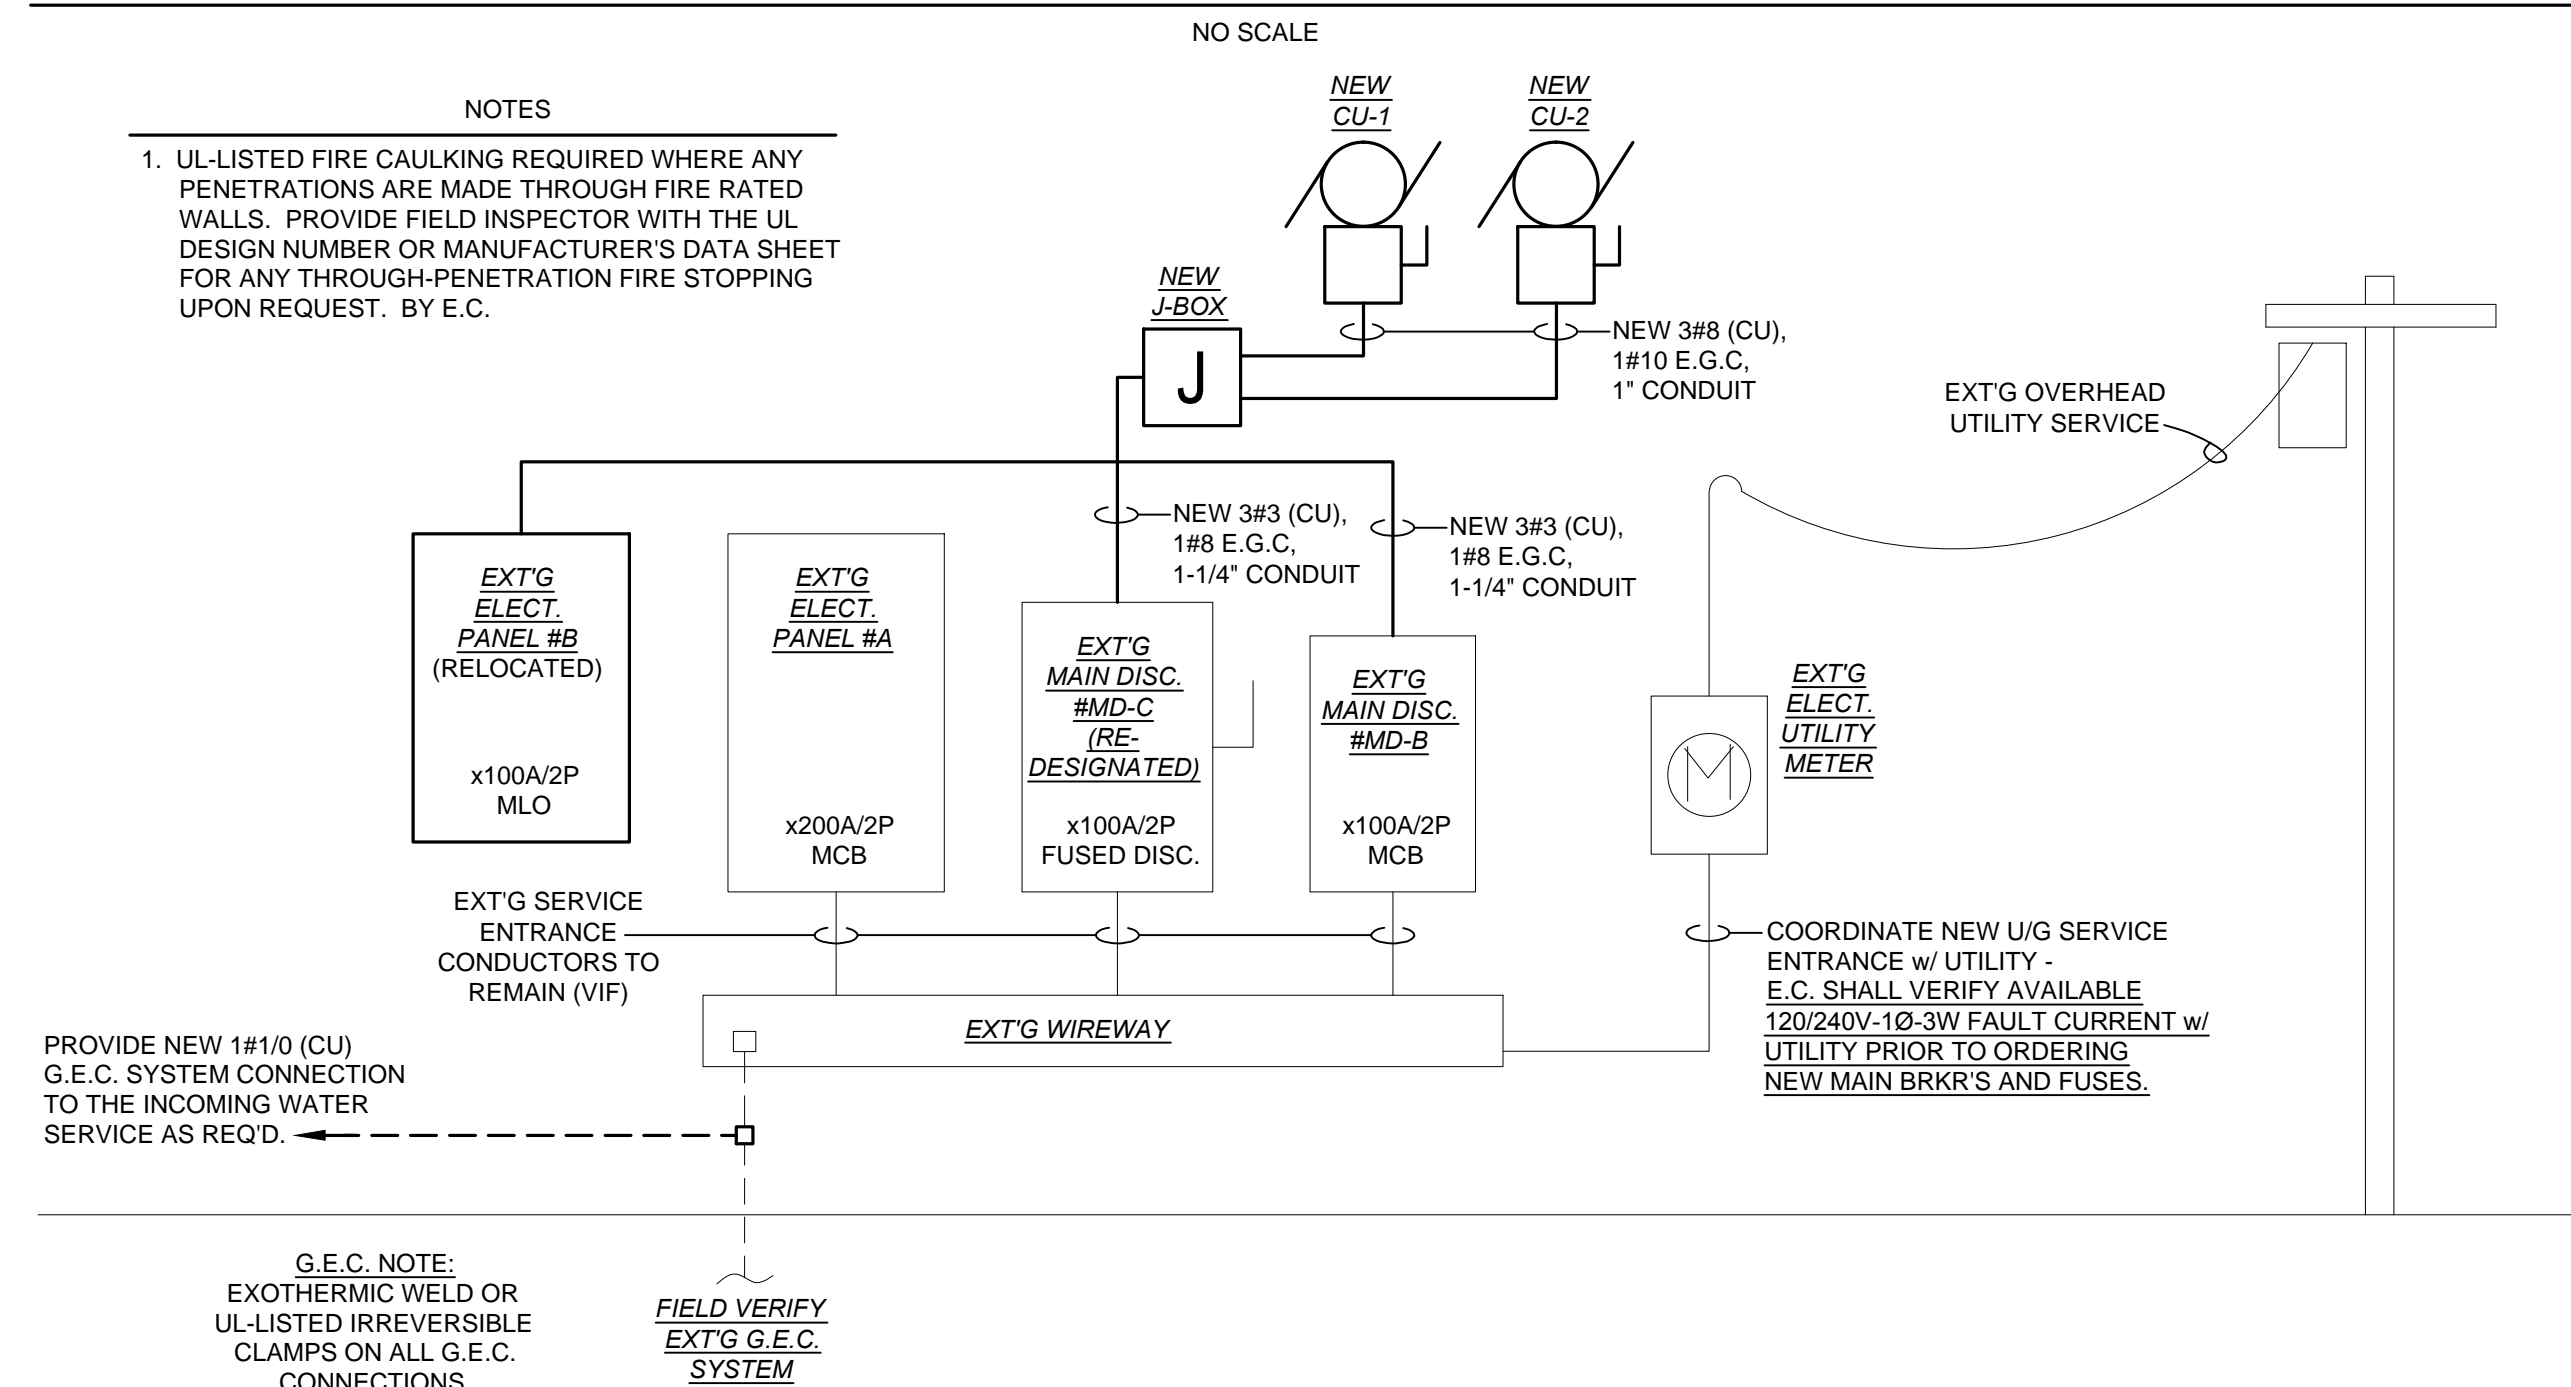 NO SCALE
NOTES
1. UL-LISTED FIRE CAULKING REQUIRED WHERE ANY
PENETRATIONS ARE MADE THROUGH FIRE RATED
WALLS. PROVIDE FIELD INSPECTOR WITH THE UL
DESIGN NUMBER OR MANUFACTURER'S DATA SHEET
FOR ANY THROUGH-PENETRATION FIRE STOPPING
UPON REQUEST. BY E.C.
NEW
CU-1
NEW
CU-2
NEW
J-BOX
J
NEW 3#8 (CU),
1#10 E.G.C,
1" CONDUIT
EXT'G OVERHEAD
UTILITY SERVICE
NEW 3#3 (CU),
1#8 E.G.C,
1-1/4" CONDUIT
NEW 3#3 (CU),
1#8 E.G.C,
1-1/4" CONDUIT
EXT'G
ELECT.
PANEL #B
(RELOCATED)
x100A/2P
MLO
EXT'G
ELECT.
PANEL #A
x200A/2P
MCB
EXT'G
MAIN DISC.
#MD-C
(RE-
DESIGNATED)
x100A/2P
FUSED DISC.
EXT'G
MAIN DISC.
#MD-B
x100A/2P
MCB
M
EXT'G
ELECT.
UTILITY
METER
EXT'G SERVICE
ENTRANCE
CONDUCTORS TO
REMAIN (VIF)
COORDINATE NEW U/G SERVICE
ENTRANCE w/ UTILITY -
E.C. SHALL VERIFY AVAILABLE
120/240V-1Ø-3W FAULT CURRENT w/
UTILITY PRIOR TO ORDERING
NEW MAIN BRKR'S AND FUSES.
EXT'G WIREWAY
PROVIDE NEW 1#1/0 (CU)
G.E.C. SYSTEM CONNECTION
TO THE INCOMING WATER
SERVICE AS REQ'D.
G.E.C. NOTE:
EXOTHERMIC WELD OR
UL-LISTED IRREVERSIBLE
CLAMPS ON ALL G.E.C.
CONNECTIONS
FIELD VERIFY
EXT'G G.E.C.
SYSTEM